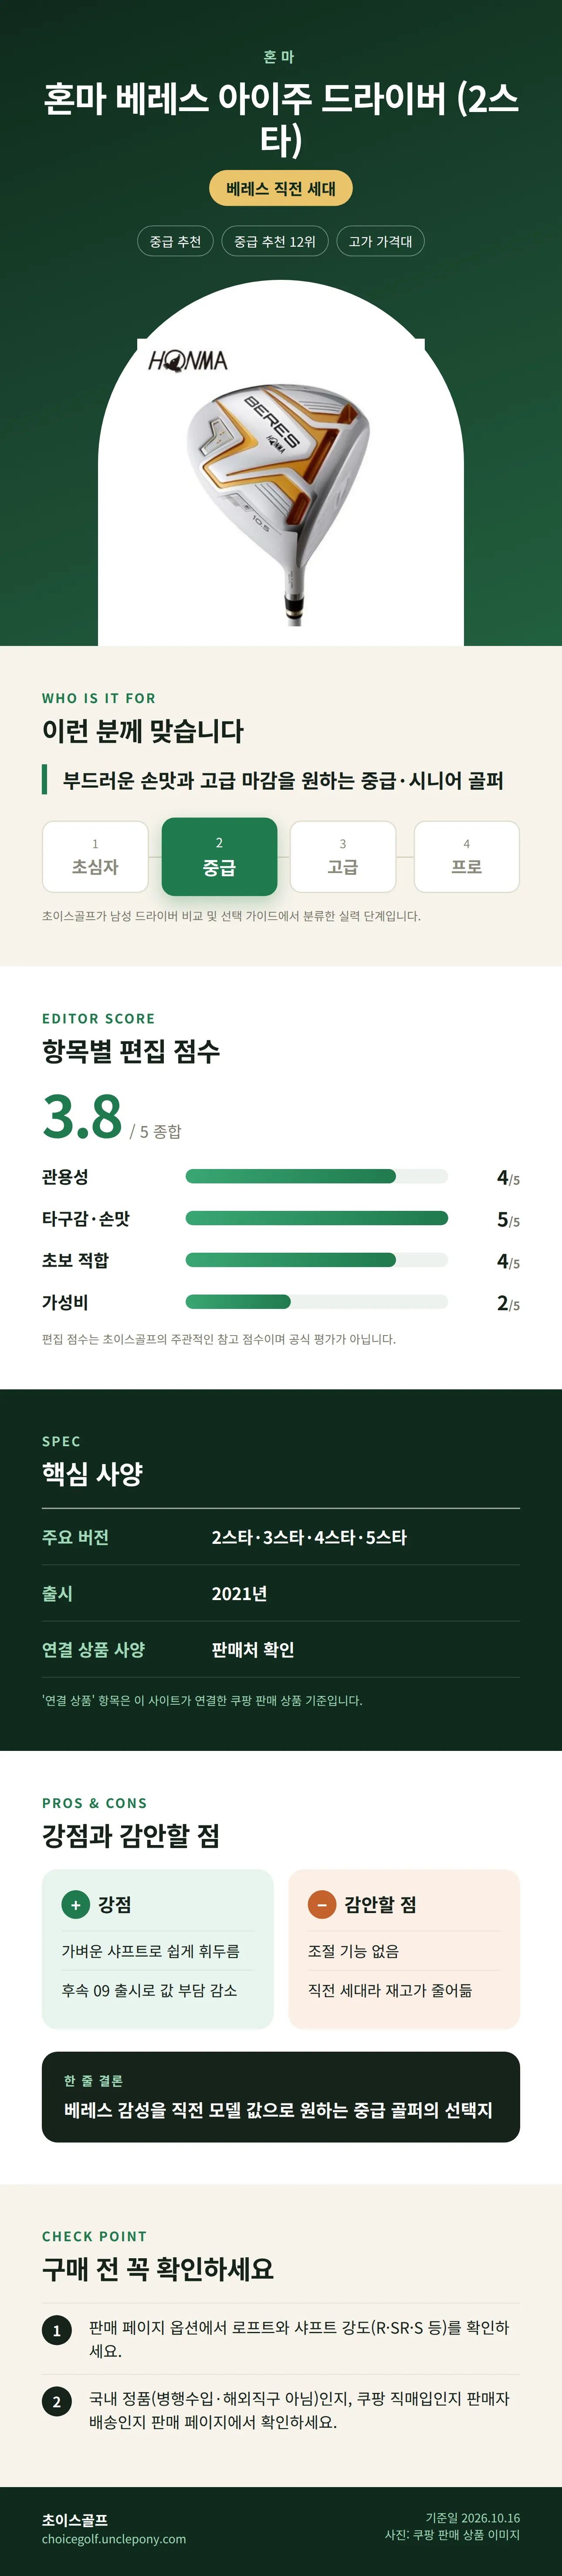 혼마
혼마 베레스 아이주 드라이버 (2스
타)
베레스 직전 세대
중급 추천
중급 추천 12위
고가 가격대
HONMA
BERES
HONMA
10.5
WHO IS IT FOR
이런 분께 맞습니다
부드러운 손맛과 고급 마감을 원하는 중급·시니어 골퍼
1
초심자
2
중급
3
고급
4
프로
초이스골프가 남성 드라이버 비교 및 선택 가이드에서 분류한 실력 단계입니다.
EDITOR SCORE
항목별 편집 점수
3.8 / 5 종합
관용성 4/5
타구감·손맛 5/5
초보 적합 4/5
가성비 2/5
편집 점수는 초이스골프의 주관적인 참고 점수이며 공식 평가가 아닙니다.
SPEC
핵심 사양
주요 버전 2스타·3스타·4스타·5스타
출시 2021년
연결 상품 사양 판매처 확인
'연결 상품' 항목은 이 사이트가 연결한 쿠팡 판매 상품 기준입니다.
PROS & CONS
강점과 감안할 점
+ 강점
가벼운 샤프트로 쉽게 휘두름
후속 09 출시로 값 부담 감소
− 감안할 점
조절 기능 없음
직전 세대라 재고가 줄어듦
한 줄 결론
베레스 감성을 직전 모델 값으로 원하는 중급 골퍼의 선택지
CHECK POINT
구매 전 꼭 확인하세요
1 판매 페이지 옵션에서 로프트와 샤프트 강도(R·SR·S 등)를 확인하
세요.
2 국내 정품(병행수입·해외직구 아님)인지, 쿠팡 직매입인지 판매자
배송인지 판매 페이지에서 확인하세요.
초이스골프
choicegolf.unclepony.com
기준일 2026.10.16
사진: 쿠팡 판매 상품 이미지